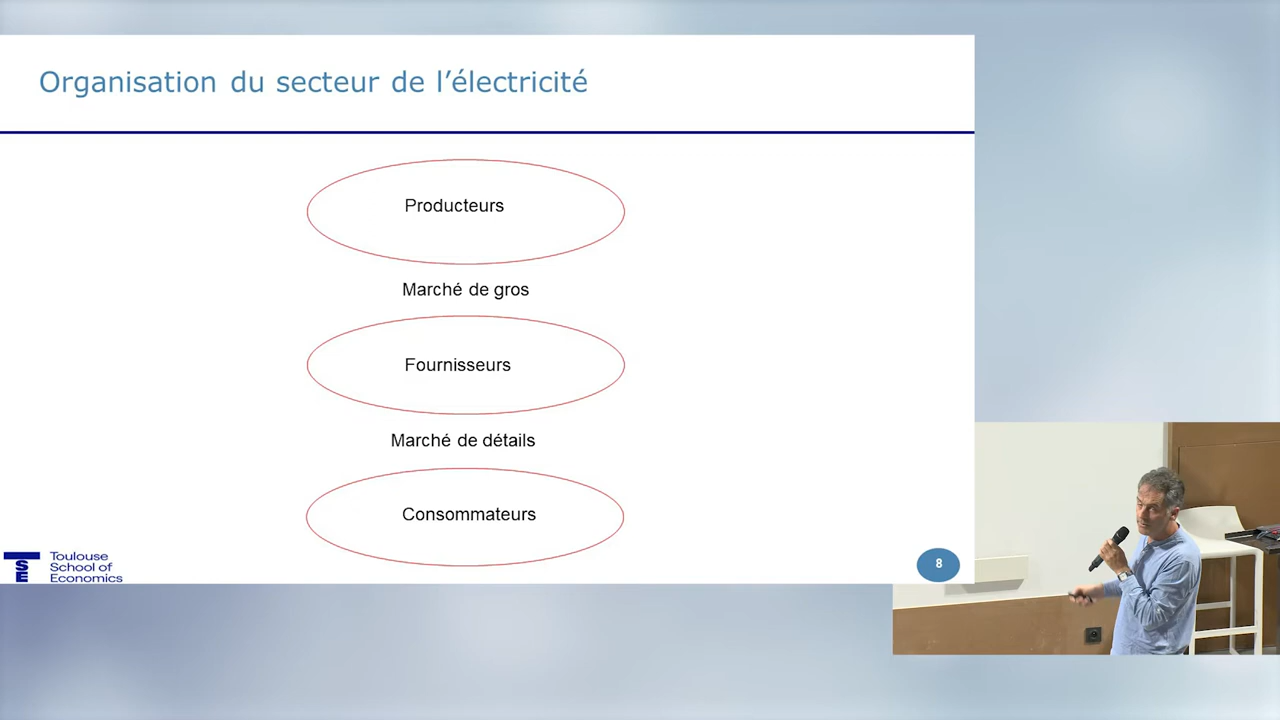 Organisation du secteur de l’électricité
Producteurs
Marché de gros
Fournisseurs
Marché de détails
Consommateurs
TSE
Toulouse
School of
Economics
8